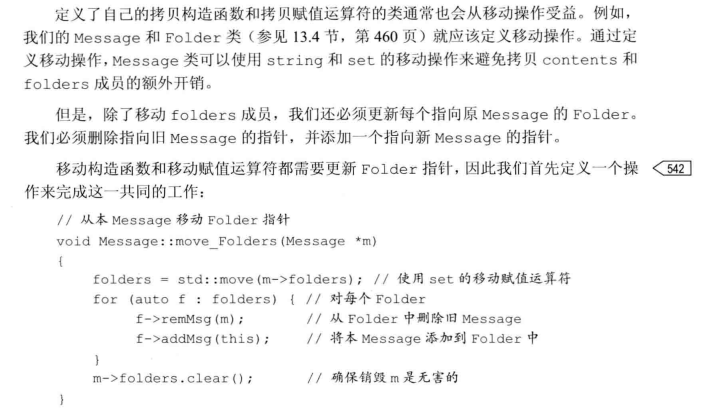 定义了自己的拷贝构造函数和拷贝赋值运算符的类通常也会从移动操作受益。例如，
我们的 Message 和 Folder 类（参见 13.4 节，第 460 页）就应该定义移动操作。通过定
义移动操作，Message 类可以使用 string 和 set 的移动操作来避免拷贝 contents 和
folders 成员的额外开销。
但是，除了移动 folders 成员，我们还必须更新每个指向原 Message 的 Folder。
我们必须删除指向旧 Message 的指针，并添加一个指向新 Message 的指针。
移动构造函数和移动赋值运算符都需要更新 Folder 指针，因此我们首先定义一个操 542
作来完成这一共同的工作：
// 从本 Message 移动 Folder 指针
void Message::move_Folders(Message *m)
{
folders = std::move(m->folders); // 使用 set 的移动赋值运算符
for (auto f : folders) { // 对每个 Folder
f->remMsg(m); // 从 Folder 中删除旧 Message
f->addMsg(this); // 将本 Message 添加到 Folder 中
}
m->folders.clear(); // 确保销毁 m 是无害的
}